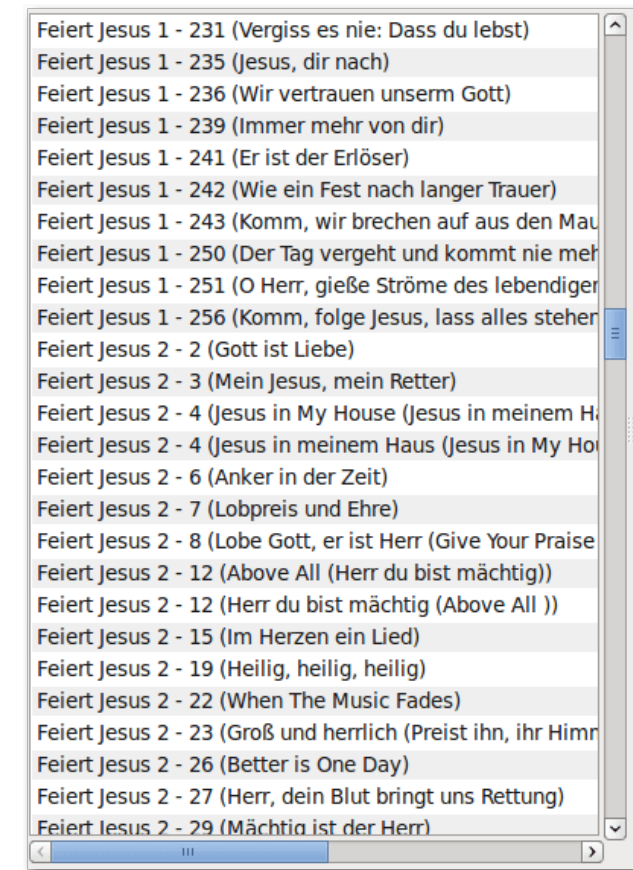 Feiert Jesus 1 - 231 (Vergiss es nie: Dass du lebst)
Feiert Jesus 1 - 235 (Jesus, dir nach)
Feiert Jesus 1 - 236 (Wir vertrauen unserm Gott)
Feiert Jesus 1 - 239 (Immer mehr von dir)
Feiert Jesus 1 - 241 (Er ist der Erlöser)
Feiert Jesus 1 - 242 (Wie ein Fest nach langer Trauer)
Feiert Jesus 1 - 243 (Komm, wir brechen auf aus den Mau
Feiert Jesus 1 - 250 (Der Tag vergeht und kommt nie meh
Feiert Jesus 1 - 251 (O Herr, gieße Ströme des lebendigen
Feiert Jesus 1 - 256 (Komm, folge Jesus, lass alles stehen
Feiert Jesus 2 - 2 (Gott ist Liebe)
Feiert Jesus 2 - 3 (Mein Jesus, mein Retter)
Feiert Jesus 2 - 4 (Jesus in My House (Jesus in meinem Ha
Feiert Jesus 2 - 4 (Jesus in meinem Haus (Jesus in My Hou
Feiert Jesus 2 - 6 (Anker in der Zeit)
Feiert Jesus 2 - 7 (Lobpreis und Ehre)
Feiert Jesus 2 - 8 (Lobe Gott, er ist Herr (Give Your Praise
Feiert Jesus 2 - 12 (Above All (Herr du bist mächtig))
Feiert Jesus 2 - 12 (Herr du bist mächtig (Above All ))
Feiert Jesus 2 - 15 (Im Herzen ein Lied)
Feiert Jesus 2 - 19 (Heilig, heilig, heilig)
Feiert Jesus 2 - 22 (When The Music Fades)
Feiert Jesus 2 - 23 (Groß und herrlich (Preist ihn, ihr Himm
Feiert Jesus 2 - 26 (Better is One Day)
Feiert Jesus 2 - 27 (Herr, dein Blut bringt uns Rettung)
Feiert Jesus 2 - 29 (Mächtig ist der Herr)